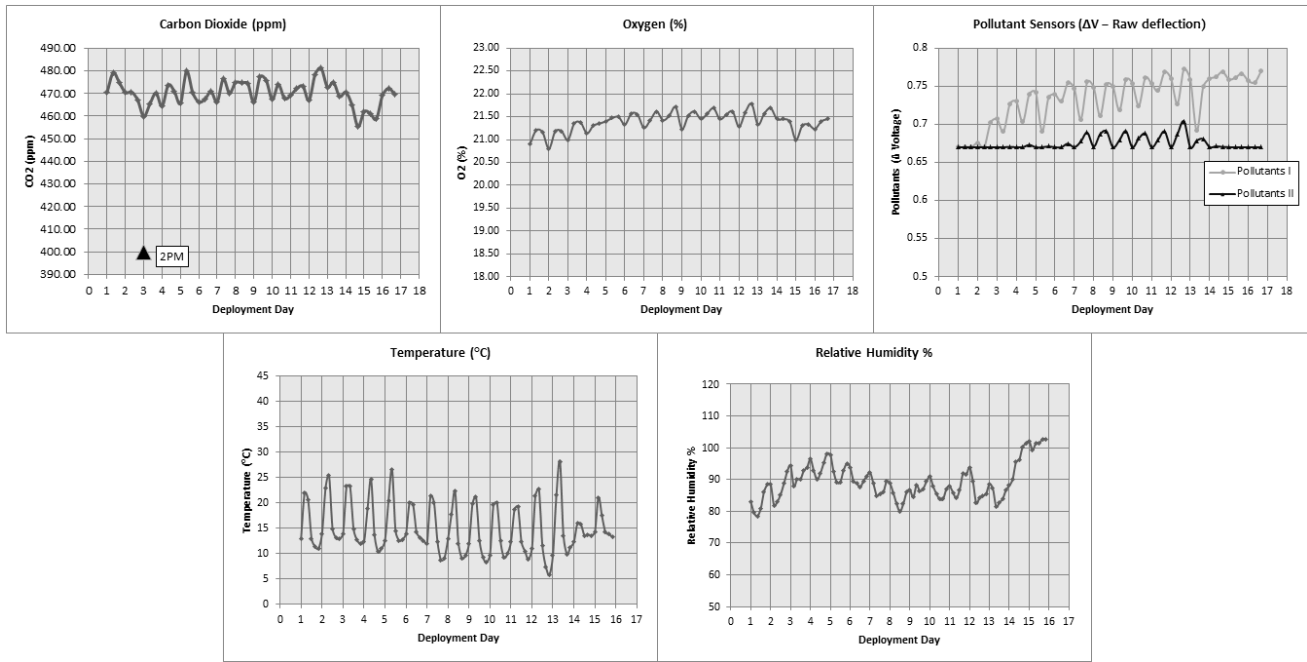 Carbon Dioxide (ppm)
CO2 (ppm)
490.00
480.00
470.00
460.00
450.00
440.00
430.00
420.00
410.00
400.00
390.00
2PM
0 1 2 3 4 5 6 7 8 9 10 11 12 13 14 15 16 17 18
Deployment Day
Oxygen (%)
O2 (%)
23.00
22.50
22.00
21.50
21.00
20.50
20.00
19.50
19.00
18.50
18.00
0 1 2 3 4 5 6 7 8 9 10 11 12 13 14 15 16 17 18
Deployment Day
Pollutant Sensors (ΔV – Raw deflection)
Pollutants (Δ Voltage)
0.8
0.75
0.7
0.65
0.6
0.55
0.5
Pollutants I
Pollutants II
0 1 2 3 4 5 6 7 8 9 10 11 12 13 14 15 16 17 18
Deployment Day
Temperature (°C)
Temperature (°C)
45
40
35
30
25
20
15
10
5
0
0 1 2 3 4 5 6 7 8 9 10 11 12 13 14 15 16 17
Deployment Day
Relative Humidity %
Relative Humidity %
120
110
100
90
80
70
60
50
0 1 2 3 4 5 6 7 8 9 10 11 12 13 14 15 16 17
Deployment Day